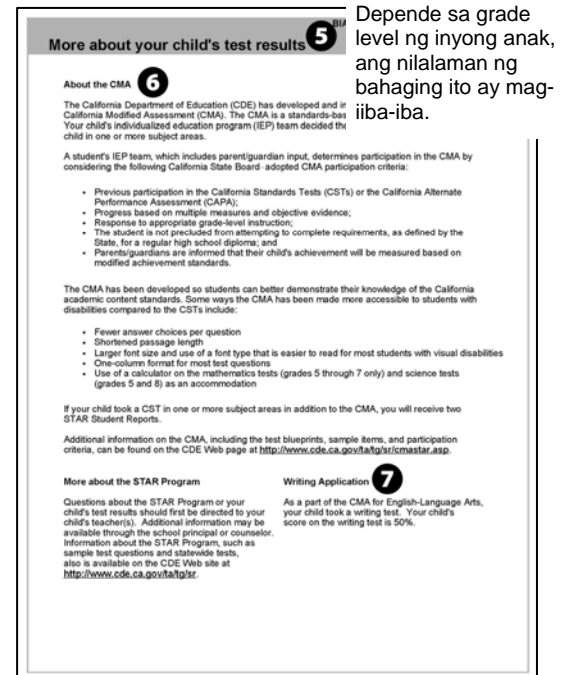 BIA
More about your child's test results 5
Depende sa grade
level ng inyong anak,
ang nilalaman ng
bahaging ito ay mag-
iiba-iba.
About the CMA 6
The California Department of Education (CDE) has developed and
California Modified Assessment (CMA). The CMA is a standards-bas
Your child's individualized education program (IEP) team decided the
child in one or more subject areas.
A student's IEP team, which includes parent/guardian input, determines participation in the CMA by
considering the following California State Board-adopted CMA participation criteria:
• Previous participation in the California Standards Tests (CSTs) or the California Alternate
Performance Assessment (CAPA);
• Progress based on multiple measures and objective evidence;
• Response to appropriate grade-level instruction;
• The student is not precluded from attempting to complete requirements, as defined by the
State, for a regular high school diploma; and
• Parents/guardians are informed that their child's achievement will be measured based on
modified achievement standards.
The CMA has been developed so students can better demonstrate their knowledge of the California
academic content standards. Some ways the CMA has been made more accessible to students with
disabilities compared to the CSTs include:
• Fewer answer choices per question
• Shortened passage length
• Larger font size and use of a font type that is easier to read for most students with visual disabilities
• One-column format for most test questions
• Use of a calculator on the mathematics tests (grades 5 through 7 only) and science tests
(grades 5 and 8) as an accommodation
If your child took a CST in one or more subject areas in addition to the CMA, you will receive two
STAR Student Reports.
Additional information on the CMA, including the test blueprints, sample items, and participation
criteria, can be found on the CDE Web page at http://www.cde.ca.gov/ta/tg/sr/cmastar.asp.
More about the STAR Program
Questions about the STAR Program or your
child's test results should first be directed to your
child's teacher(s). Additional information may be
available through the school principal or counselor.
Information about the STAR Program, such as
sample test questions and statewide tests,
also is available on the CDE Web site at
http://www.cde.ca.gov/ta/tg/sr.
Writing Application 7
As a part of the CMA for English-Language Arts,
your child took a writing test. Your child's
score on the writing test is 50%.